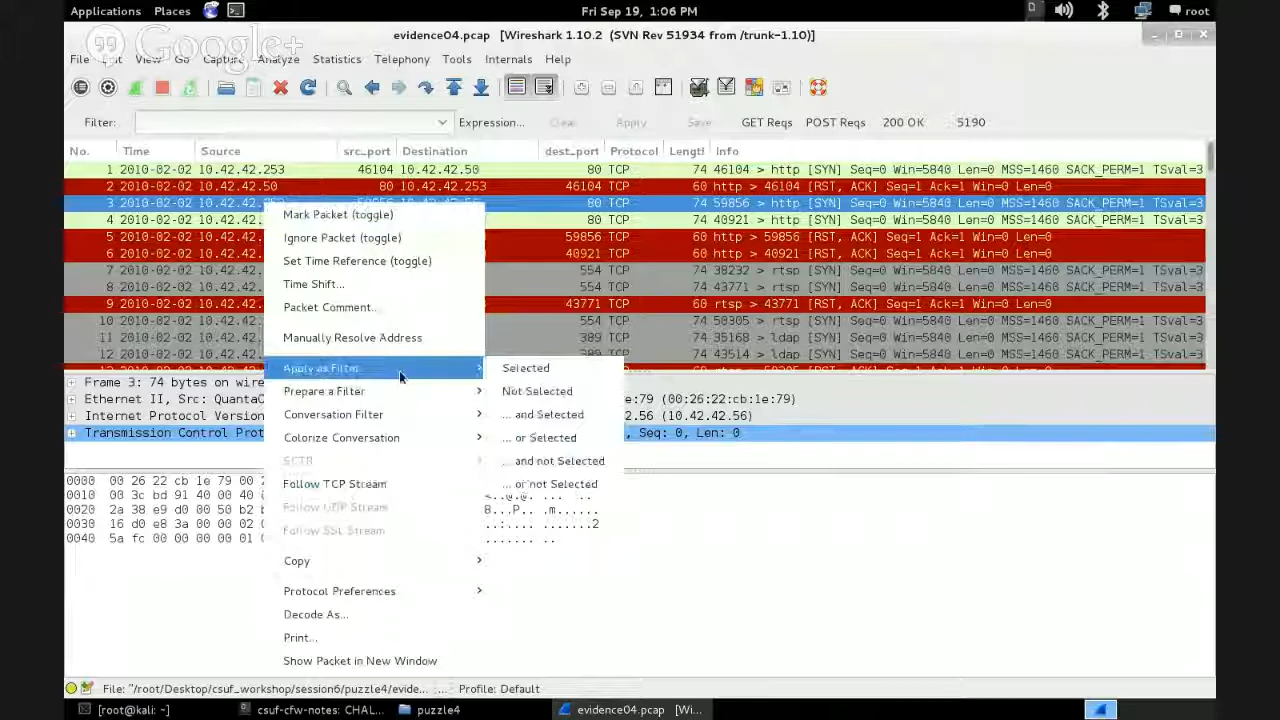 Applications Places Fri Sep 19, 1:06 PM root
Google+
evidence04.pcap [Wireshark 1.10.2 (SVN Rev 51934 from /trunk-1.10)]
File Edit View Go Capture Analyze Statistics Telephony Tools Internals Help
Filter: Expression... Clear Apply Save GET Reqs POST Reqs 200 OK 5190
No. Time Source src_port Destination dest_port Protocol Lengtl Info
1 2010-02-02 10.42.42.253 46104 10.42.42.50 80 TCP 74 46104 > http [SYN] Seq=0 Win=5840 Len=0 MSS=1460 SACK_PERM=1 TSval=3
2 2010-02-02 10.42.42.50 80 10.42.42.253 46104 TCP 60 http > 46104 [RST, ACK] Seq=1 Ack=1 Win=0 Len=0
3 2010-02-02 10.42.42. 80 TCP 74 59856 > http [SYN] Seq=0 Win=5840 Len=0 MSS=1460 SACK_PERM=1 TSval=3
4 2010-02-02 10.42.42. 80 TCP 74 40921 > http [SYN] Seq=0 Win=5840 Len=0 MSS=1460 SACK_PERM=1 TSval=3
5 2010-02-02 10.42.42. 59856 TCP 60 http > 59856 [RST, ACK] Seq=1 Ack=1 Win=0 Len=0
6 2010-02-02 10.42.42. 40921 TCP 60 http > 40921 [RST, ACK] Seq=1 Ack=1 Win=0 Len=0
7 2010-02-02 10.42.42. 554 TCP 74 38232 > rtsp [SYN] Seq=0 Win=5840 Len=0 MSS=1460 SACK_PERM=1 TSval=3
8 2010-02-02 10.42.42. 554 TCP 74 43771 > rtsp [SYN] Seq=0 Win=5840 Len=0 MSS=1460 SACK_PERM=1 TSval=3
9 2010-02-02 10.42.42. 43771 TCP 60 rtsp > 43771 [RST, ACK] Seq=1 Ack=1 Win=0 Len=0
10 2010-02-02 10.42.42. 554 TCP 74 50305 > rtsp [SYN] Seq=0 Win=5840 Len=0 MSS=1460 SACK_PERM=1 TSval=3
11 2010-02-02 10.42.42. 389 TCP 74 35168 > ldap [SYN] Seq=0 Win=5840 Len=0 MSS=1460 SACK_PERM=1 TSval=3
12 2010-02-02 10.42.42. 389 TCP 74 43514 > ldap [SYN] Seq=0 Win=5840 Len=0 MSS=1460 SACK_PERM=1 TSval=3
Mark Packet (toggle)
Ignore Packet (toggle)
Set Time Reference (toggle)
Time Shift...
Packet Comment...
Manually Resolve Address
Apply as Filter
Prepare a Filter
Conversation Filter
Colorize Conversation
SCTP
Follow TCP Stream
Follow UDP Stream
Follow SSL Stream
Copy
Protocol Preferences
Decode As...
Print...
Show Packet in New Window
Selected
Not Selected
... and Selected
... or Selected
... and not Selected
... or not Selected
Frame 3: 74 bytes on wire
Ethernet II, Src: QuantaC e:79 (00:26:22:cb:1e:79)
Internet Protocol Version .56 (10.42.42.56)
Transmission Control Prot , Seq: 0, Len: 0
0000 00 26 22 cb 1e 79 00 2
0010 00 3c bd 91 40 00 40 0 <..@.@... ... ..
0020 2a 38 e9 d0 00 50 b2 b 8...P.. .m......
0030 16 d0 e8 3a 00 00 02 0 ...:.... .......2
0040 5a fc 00 00 00 00 01 0 ........ ..
File: "/root/Desktop/csuf_workshop/session6/puzzle4/evide... ... Profile: Default
[root@kali: ~] csuf-cfw-notes: CHAL... puzzle4 evidence04.pcap [Wi...